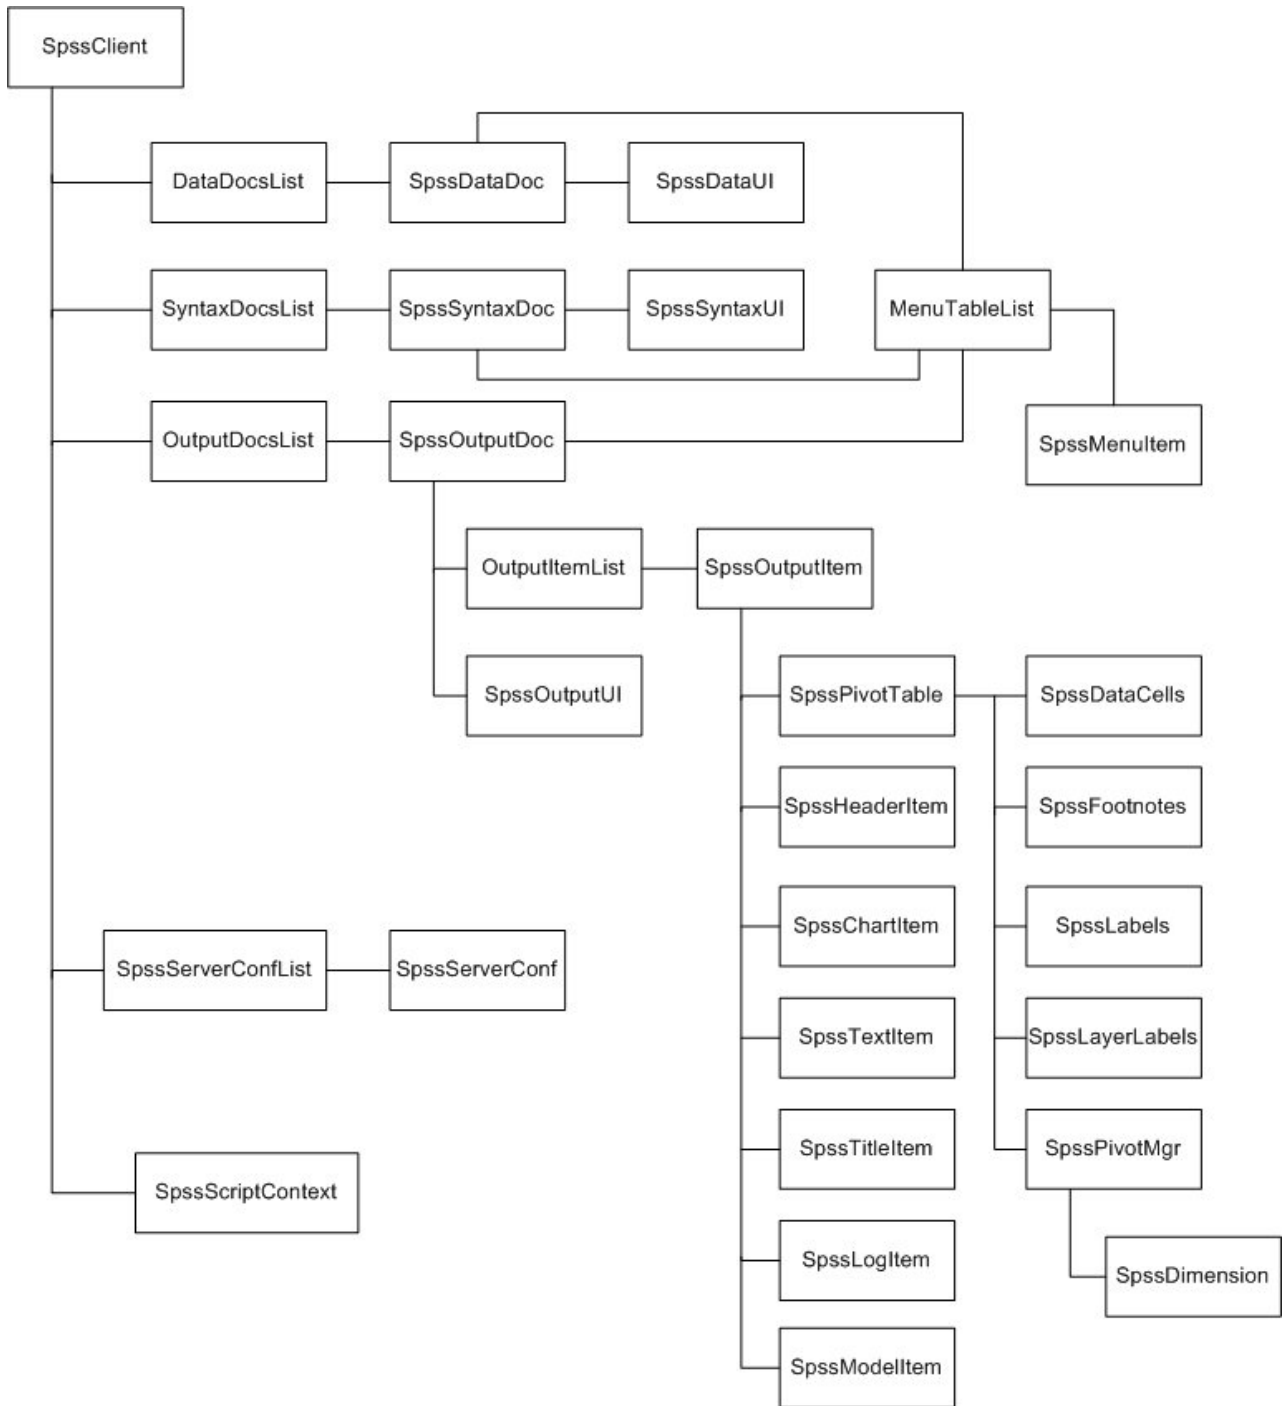 SpssClient
DataDocsList
SpssDataDoc
SpssDataUI
SyntaxDocsList
SpssSyntaxDoc
SpssSyntaxUI
MenuTableList
OutputDocsList
SpssOutputDoc
SpssMenuItem
OutputItemList
SpssOutputItem
SpssOutputUI
SpssPivotTable
SpssDataCells
SpssHeaderItem
SpssFootnotes
SpssChartItem
SpssLabels
SpssServerConfList
SpssServerConf
SpssTextItem
SpssLayerLabels
SpssTitleItem
SpssPivotMgr
SpssScriptContext
SpssLogItem
SpssDimension
SpssModelItem